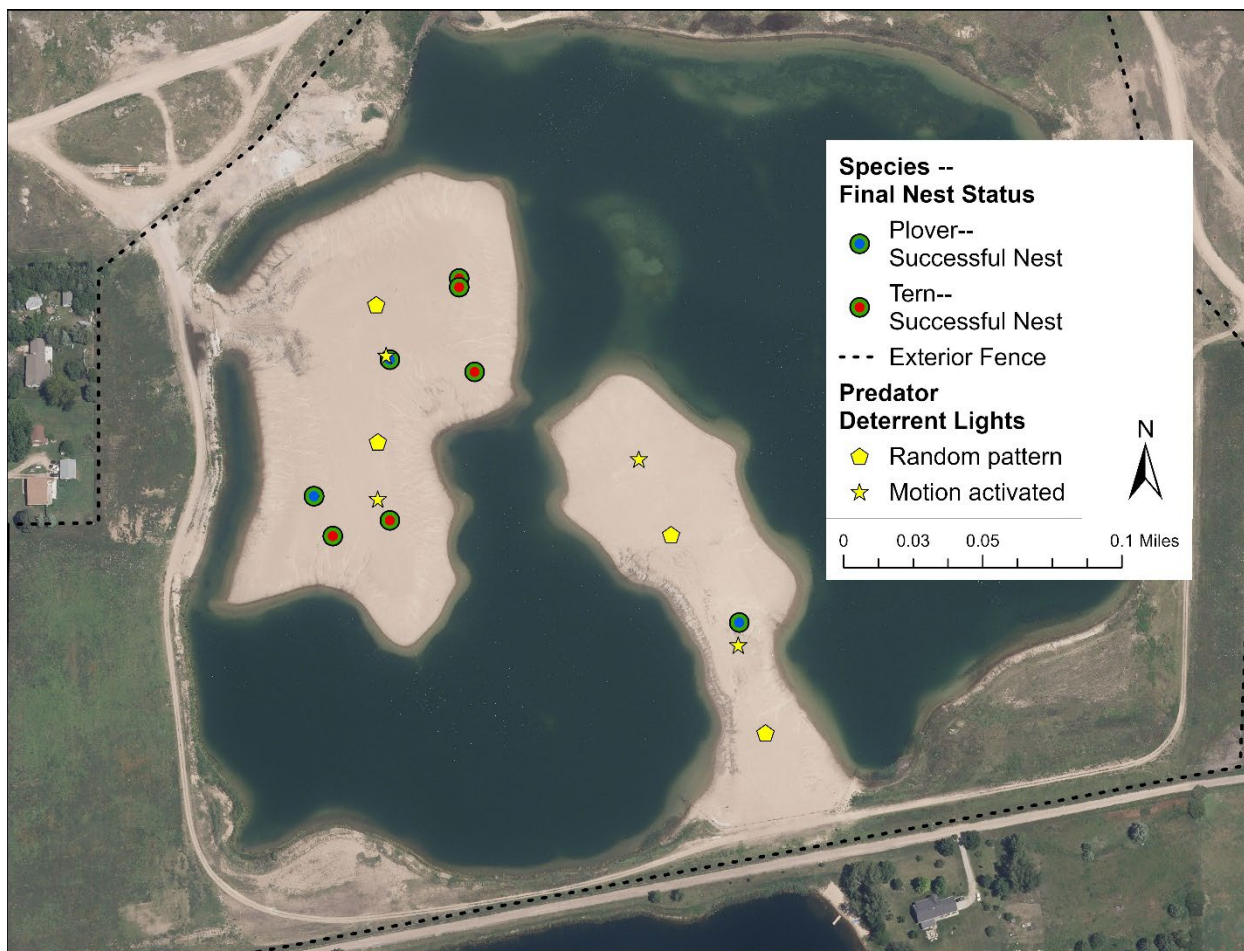 Species --
Final Nest Status
Plover--
Successful Nest
Tern--
Successful Nest
Exterior Fence
Predator
Deterrent Lights
N
Random pattern
Motion activated
0 0.03 0.05 0.1 Miles